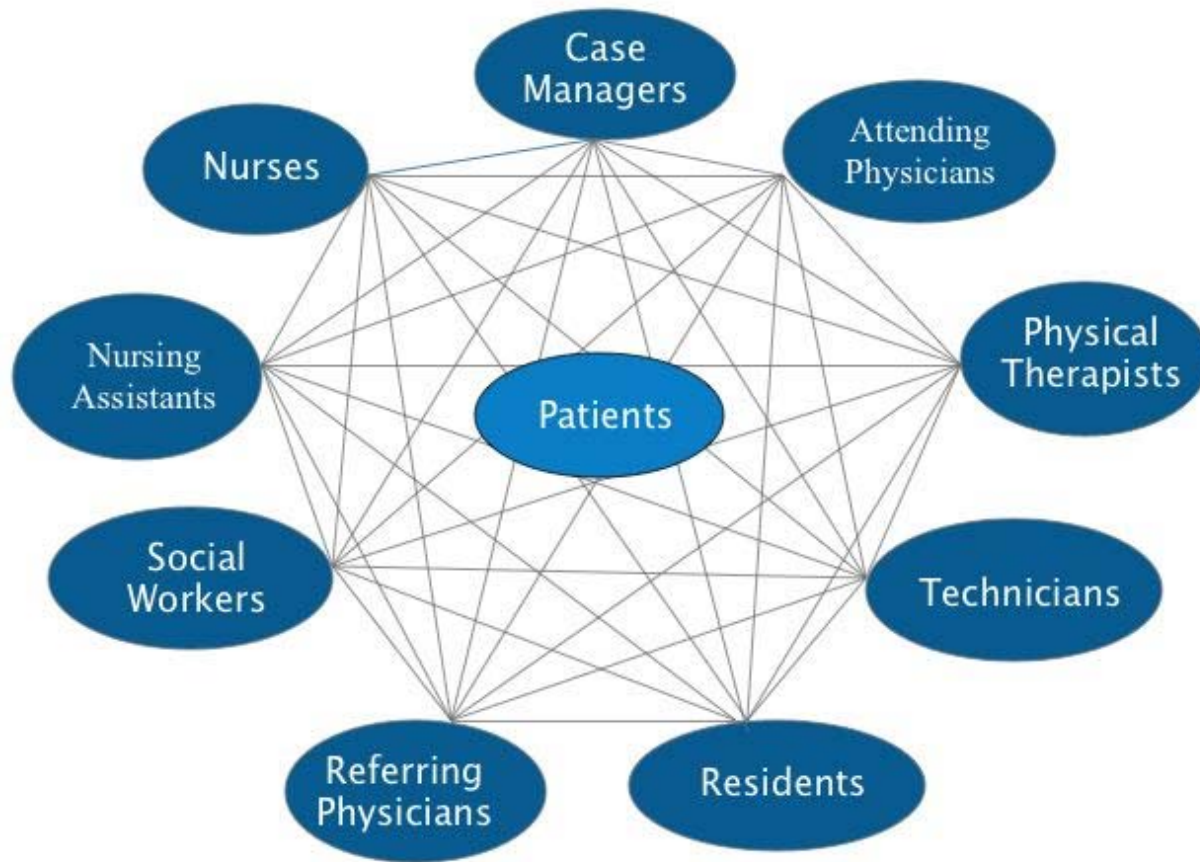 Case
Managers
Attending
Physicians
Nurses
Physical
Therapists
Nursing
Assistants
Patients
Social
Workers
Technicians
Referring
Physicians
Residents